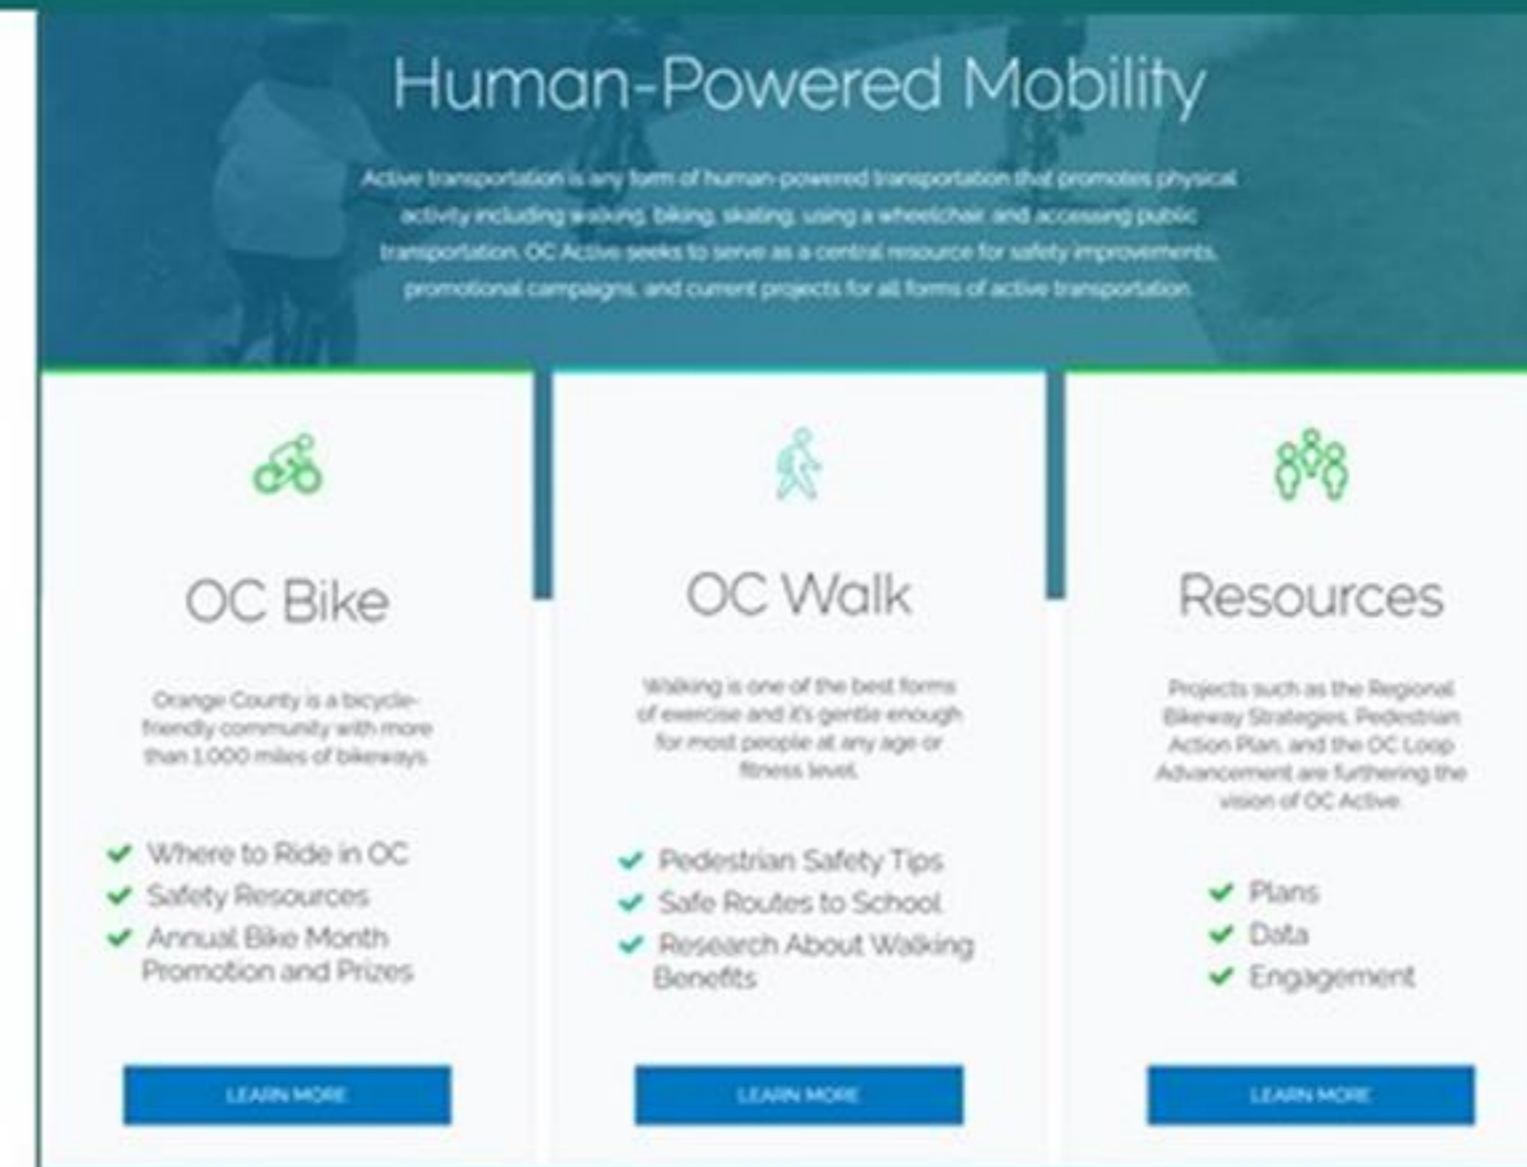 Human-Powered Mobility
Active transportation is any form of human-powered transportation that promotes physical
activity including walking, biking, skating, using a wheelchair, and accessing public
transportation. OC Active seeks to serve as a central resource for safety improvements,
promotional campaigns, and current projects for all forms of active transportation.
OC Bike
Orange County is a bicycle-
friendly community with more
than 1,000 miles of bikeways.
Where to Ride in OC
Safety Resources
Annual Bike Month
Promotion and Prizes
LEARN MORE
OC Walk
Walking is one of the best forms
of exercise and it's gentle enough
for most people at any age or
fitness level.
Pedestrian Safety Tips
Safe Routes to School
Research About Walking
Benefits
LEARN MORE
Resources
Projects such as the Regional
Bikeway Strategies, Pedestrian
Action Plan, and the OC Loop
Advancement are furthering the
vision of OC Active.
Plans
Data
Engagement
LEARN MORE